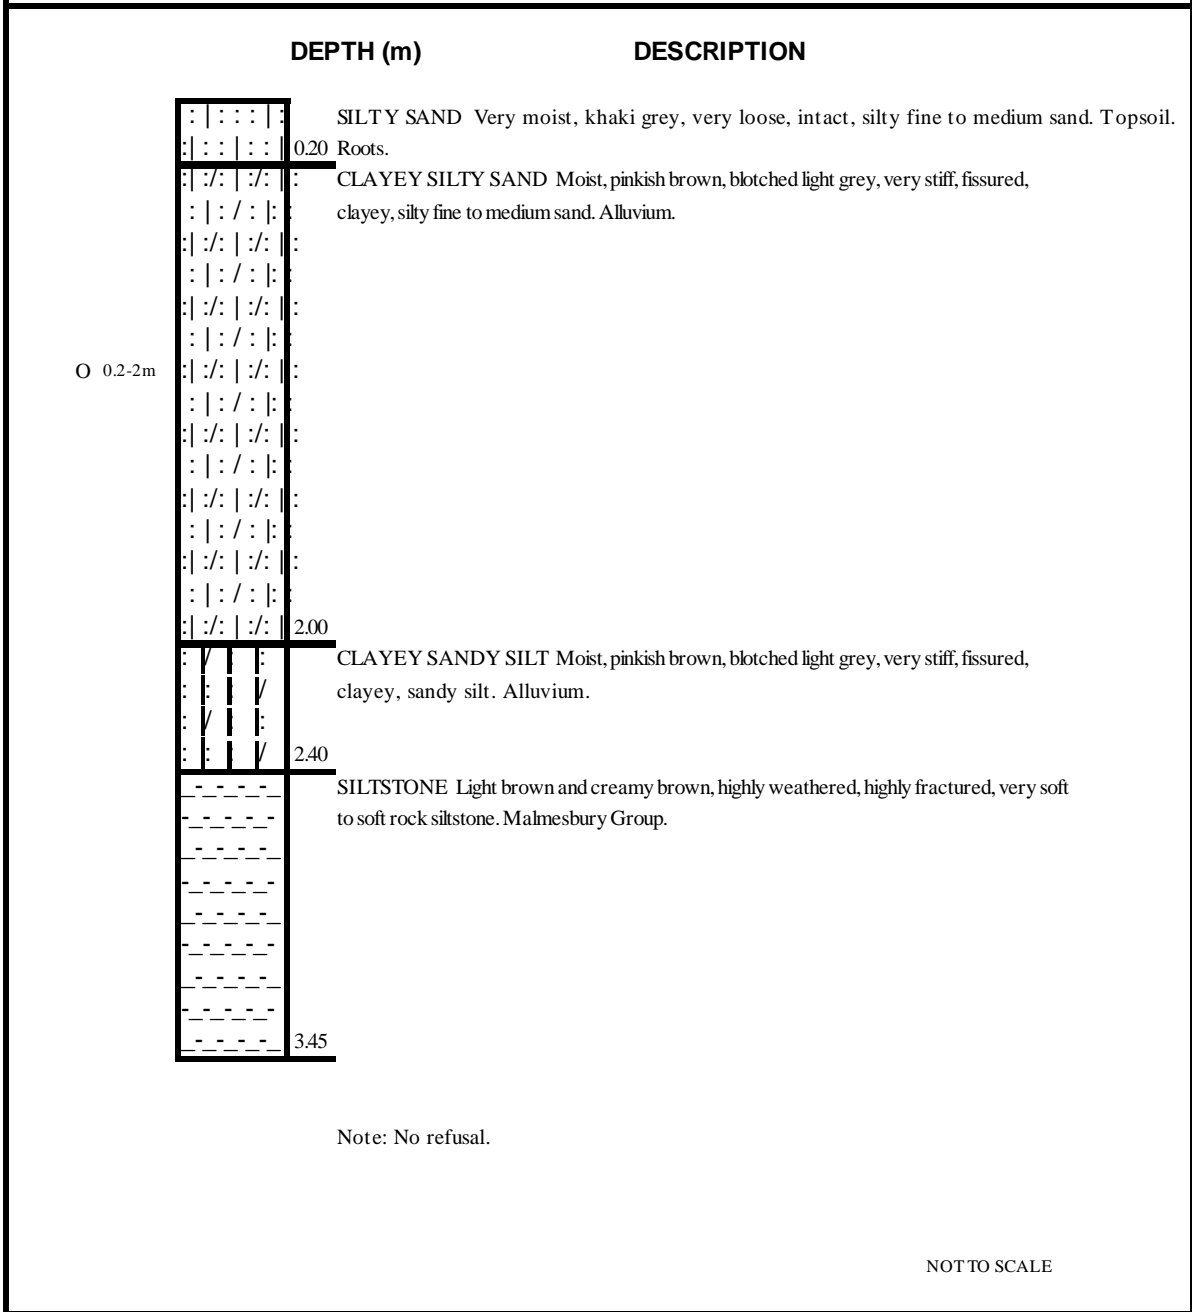 DEPTH (m) DESCRIPTION
SILTY SAND Very moist, khaki grey, very loose, intact, silty fine to medium sand. Topsoil.
0.20 Roots.
CLAYEY SILTY SAND Moist, pinkish brown, blotched light grey, very stiff, fissured,
clayey, silty fine to medium sand. Alluvium.
O 0.2-2m
2.00
CLAYEY SANDY SILT Moist, pinkish brown, blotched light grey, very stiff, fissured,
clayey, sandy silt. Alluvium.
2.40
SILTSTONE Light brown and creamy brown, highly weathered, highly fractured, very soft
to soft rock siltstone. Malmesbury Group.
3.45
Note: No refusal.
NOT TO SCALE